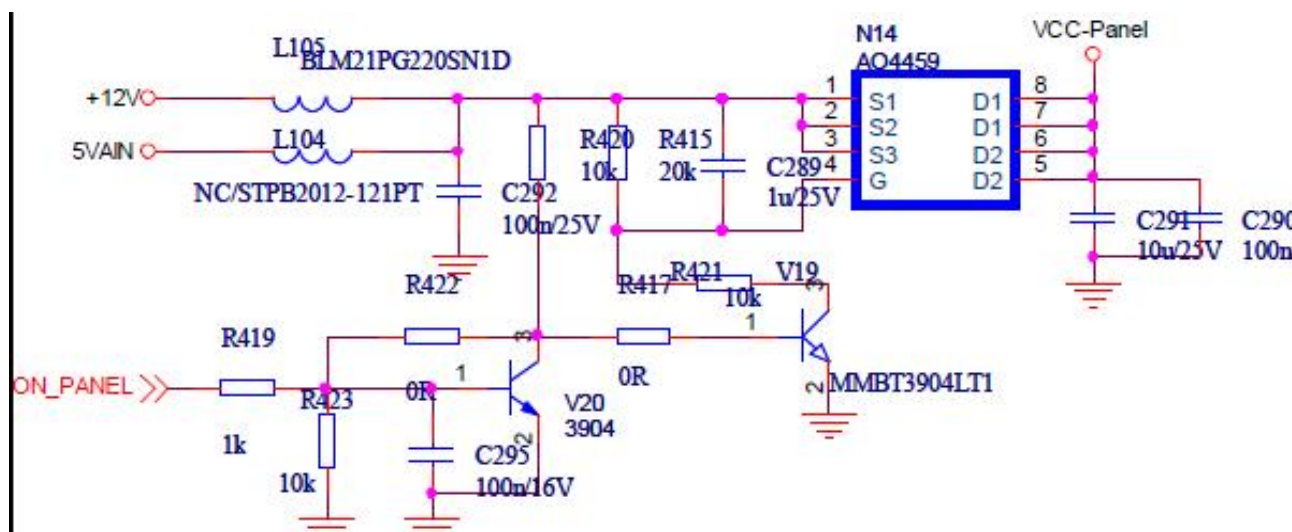 L105
BLM21PG220SN1D
+12V
L104
5VAIN
NC/STPB2012-121PT
C292
100n/25V
R420
10k
R415
20k
C289
1u/25V
N14
AO4459
1
2
3
4
S1
S2
S3
G
D1
D1
D2
D2
8
7
6
5
VCC-Panel
C291
10u/25V
C290
100n
R422
0R
R417
0R
R421
10k
V19
3
1
2
MMBT3904LT1
R419
1k
ON_PANEL
R423
10k
3
1
2
V20
3904
C295
100n/16V